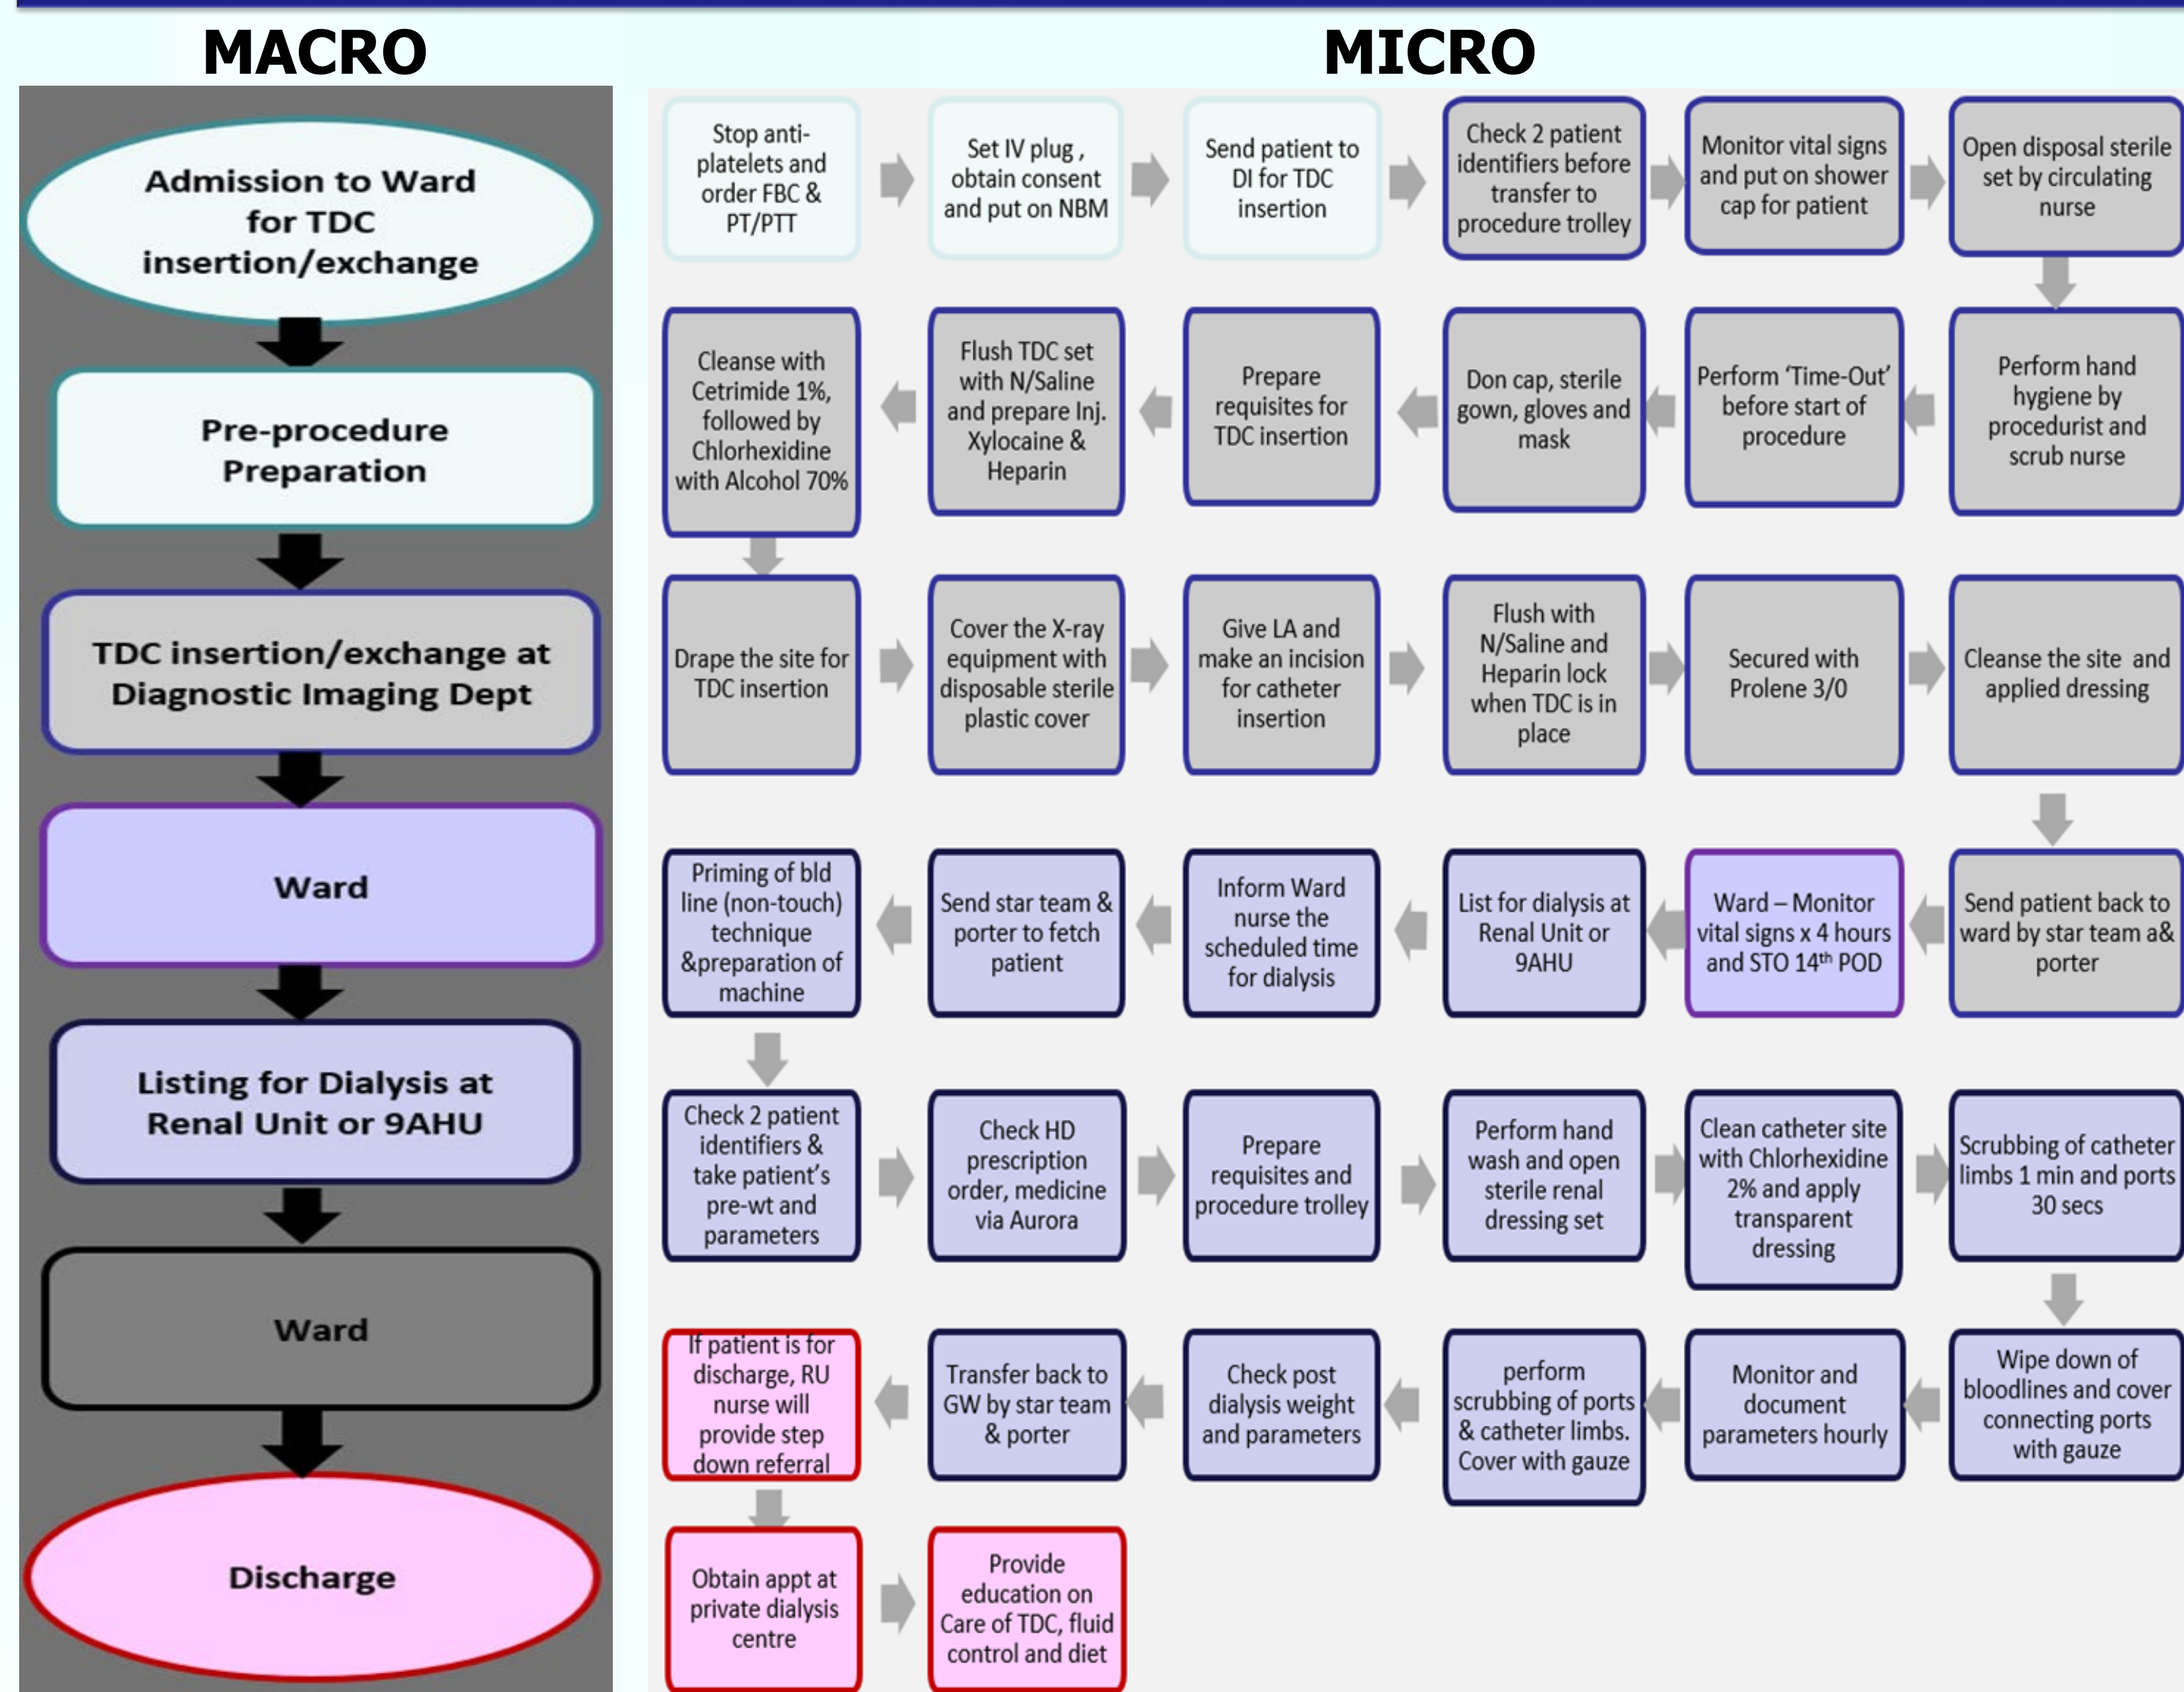 MACRO
Admission to Ward
for TDC
insertion/exchange
Pre-procedure
Preparation
TDC insertion/exchange at
Diagnostic Imaging Dept
Ward
Listing for Dialysis at
Renal Unit or 9AHU
Ward
Discharge
MICRO
Stop anti-
platelets and
order FBC &
PT/PTT
Set IV plug ,
obtain consent
and put on NBM
Send patient to
DI for TDC
insertion
Check 2 patient
identifiers before
transfer to
procedure trolley
Monitor vital signs
and put on shower
cap for patient
Open disposal sterile
set by circulating
nurse
Perform hand
hygiene by
procedurist and
scrub nurse
Perform ‘Time-Out’
before start of
procedure
Don cap, sterile
gown, gloves and
mask
Prepare
requisites for
TDC insertion
Flush TDC set
with N/Saline
and prepare Inj.
Xylocaine &
Heparin
Cleanse with
Cetrimide 1%,
followed by
Chlorhexidine
with Alcohol 70%
Drape the site for
TDC insertion
Cover the X-ray
equipment with
disposable sterile
plastic cover
Give LA and
make an incision
for catheter
insertion
Flush with
N/Saline and
Heparin lock
when TDC is in
place
Secured with
Prolene 3/0
Cleanse the site and
applied dressing
Send patient back to
ward by star team a&
porter
Ward – Monitor
vital signs x 4 hours
and STO 14th POD
List for dialysis at
Renal Unit or
9AHU
Inform Ward
nurse the
scheduled time
for dialysis
Send star team &
porter to fetch
patient
Priming of bld
line (non-touch)
technique
&preparation of
machine
Check 2 patient
identifiers &
take patient’s
pre-wt and
parameters
Check HD
prescription
order, medicine
via Aurora
Prepare
requisites and
procedure trolley
Perform hand
wash and open
sterile renal
dressing set
Clean catheter site
with Chlorhexidine
2% and apply
transparent
dressing
Scrubbing of catheter
limbs 1 min and ports
30 secs
Wipe down of
bloodlines and cover
connecting ports
with gauze
Monitor and
document
parameters hourly
perform
scrubbing of ports
& catheter limbs.
Cover with gauze
Check post
dialysis weight
and parameters
Transfer back to
GW by star team
& porter
If patient is for
discharge, RU
nurse will
provide step
down referral
Obtain appt at
private dialysis
centre
Provide
education on
Care of TDC, fluid
control and diet